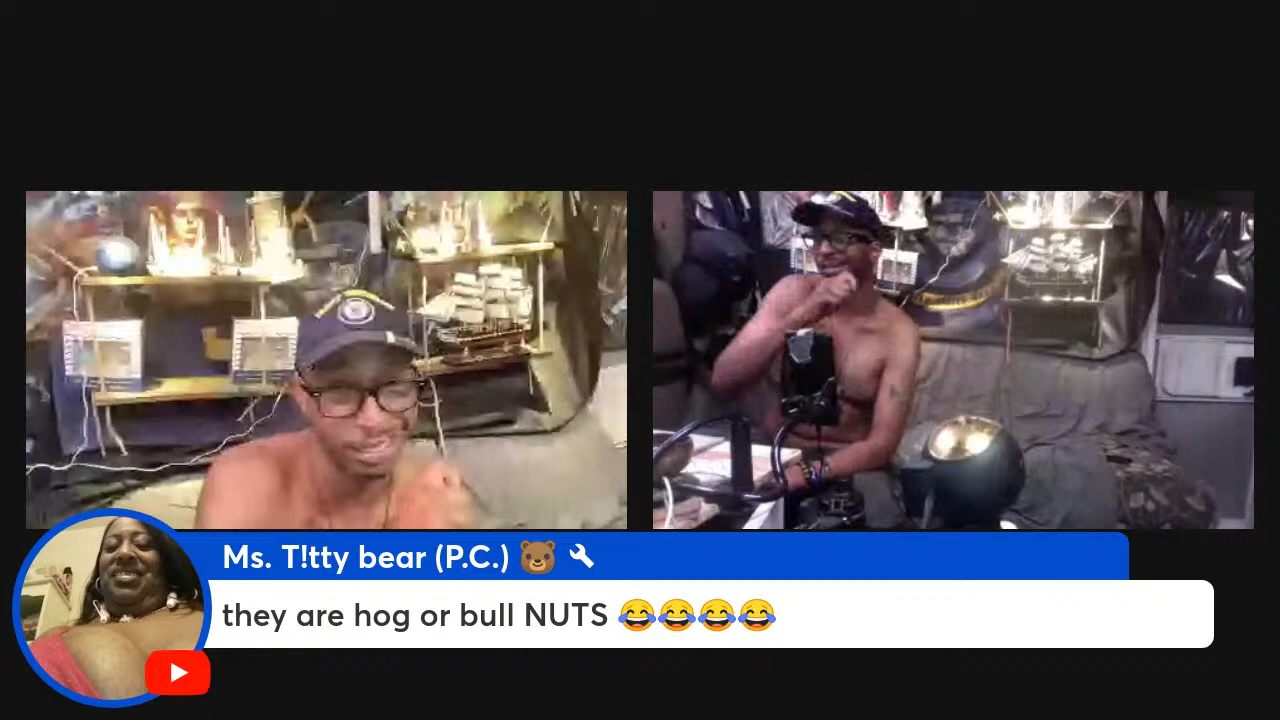 Ms. T!tty bear (P.C.) 🐻 🔧
they are hog or bull NUTS 😂😂😂😂